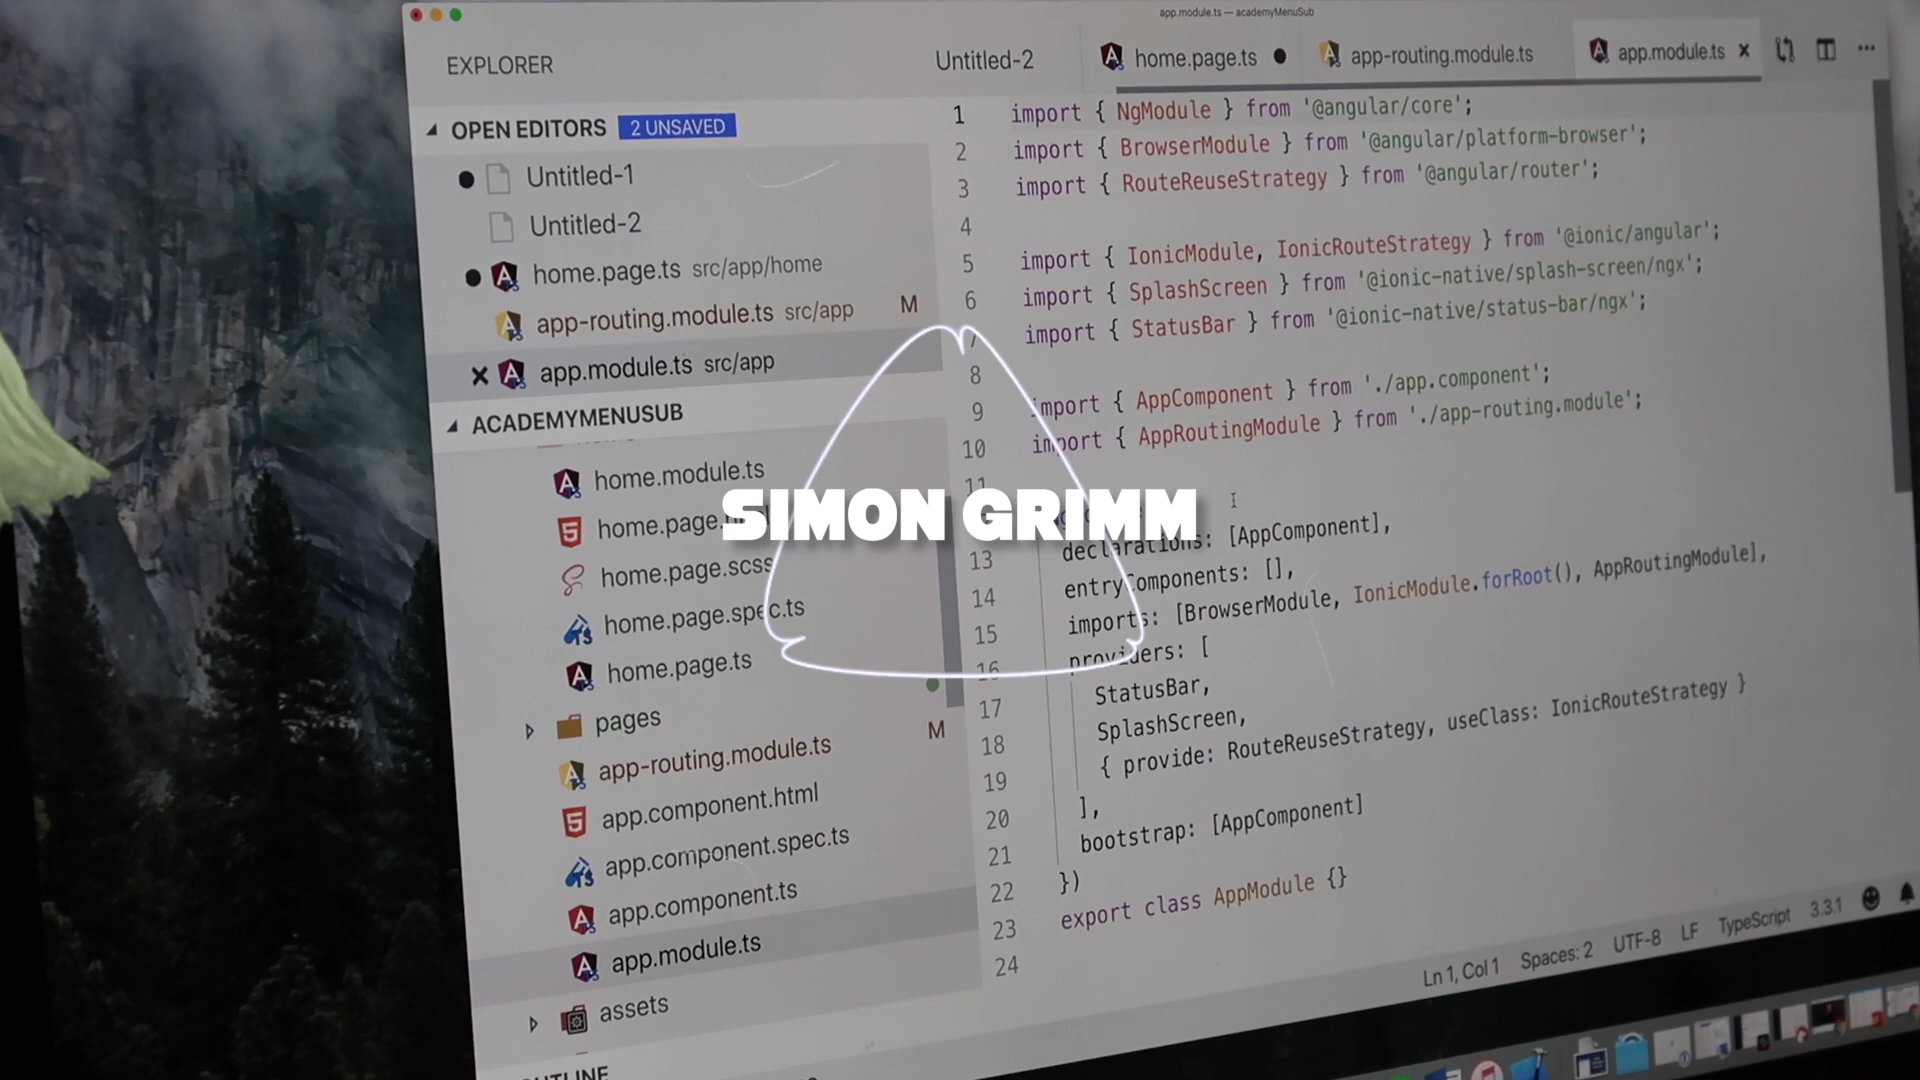 app.module.ts — academyMenuSub
EXPLORER
OPEN EDITORS 2 UNSAVED
Untitled-1
Untitled-2
home.page.ts src/app/home
app-routing.module.ts src/app M
app.module.ts src/app
ACADEMYMENUSUB
home.module.ts
home.page.
home.page.scss
home.page.spec.ts
home.page.ts
pages
app-routing.module.ts M
app.component.html
app.component.spec.ts
app.component.ts
app.module.ts
assets
OUTLINE
Untitled-2 home.page.ts app-routing.module.ts app.module.ts
1 import { NgModule } from '@angular/core';
2 import { BrowserModule } from '@angular/platform-browser';
3 import { RouteReuseStrategy } from '@angular/router';
4
5 import { IonicModule, IonicRouteStrategy } from '@ionic/angular';
6 import { SplashScreen } from '@ionic-native/splash-screen/ngx';
7 import { StatusBar } from '@ionic-native/status-bar/ngx';
8
9 import { AppComponent } from './app.component';
10 import { AppRoutingModule } from './app-routing.module';
11
SIMON GRIMM
13 declarations: [AppComponent],
14 entryComponents: [],
15 imports: [BrowserModule, IonicModule.forRoot(), AppRoutingModule],
16 providers: [
17 StatusBar,
18 SplashScreen,
19 { provide: RouteReuseStrategy, useClass: IonicRouteStrategy }
20 ],
21 bootstrap: [AppComponent]
22 })
23 export class AppModule {}
24
Ln 1, Col 1 Spaces: 2 UTF-8 LF TypeScript 3.3.1